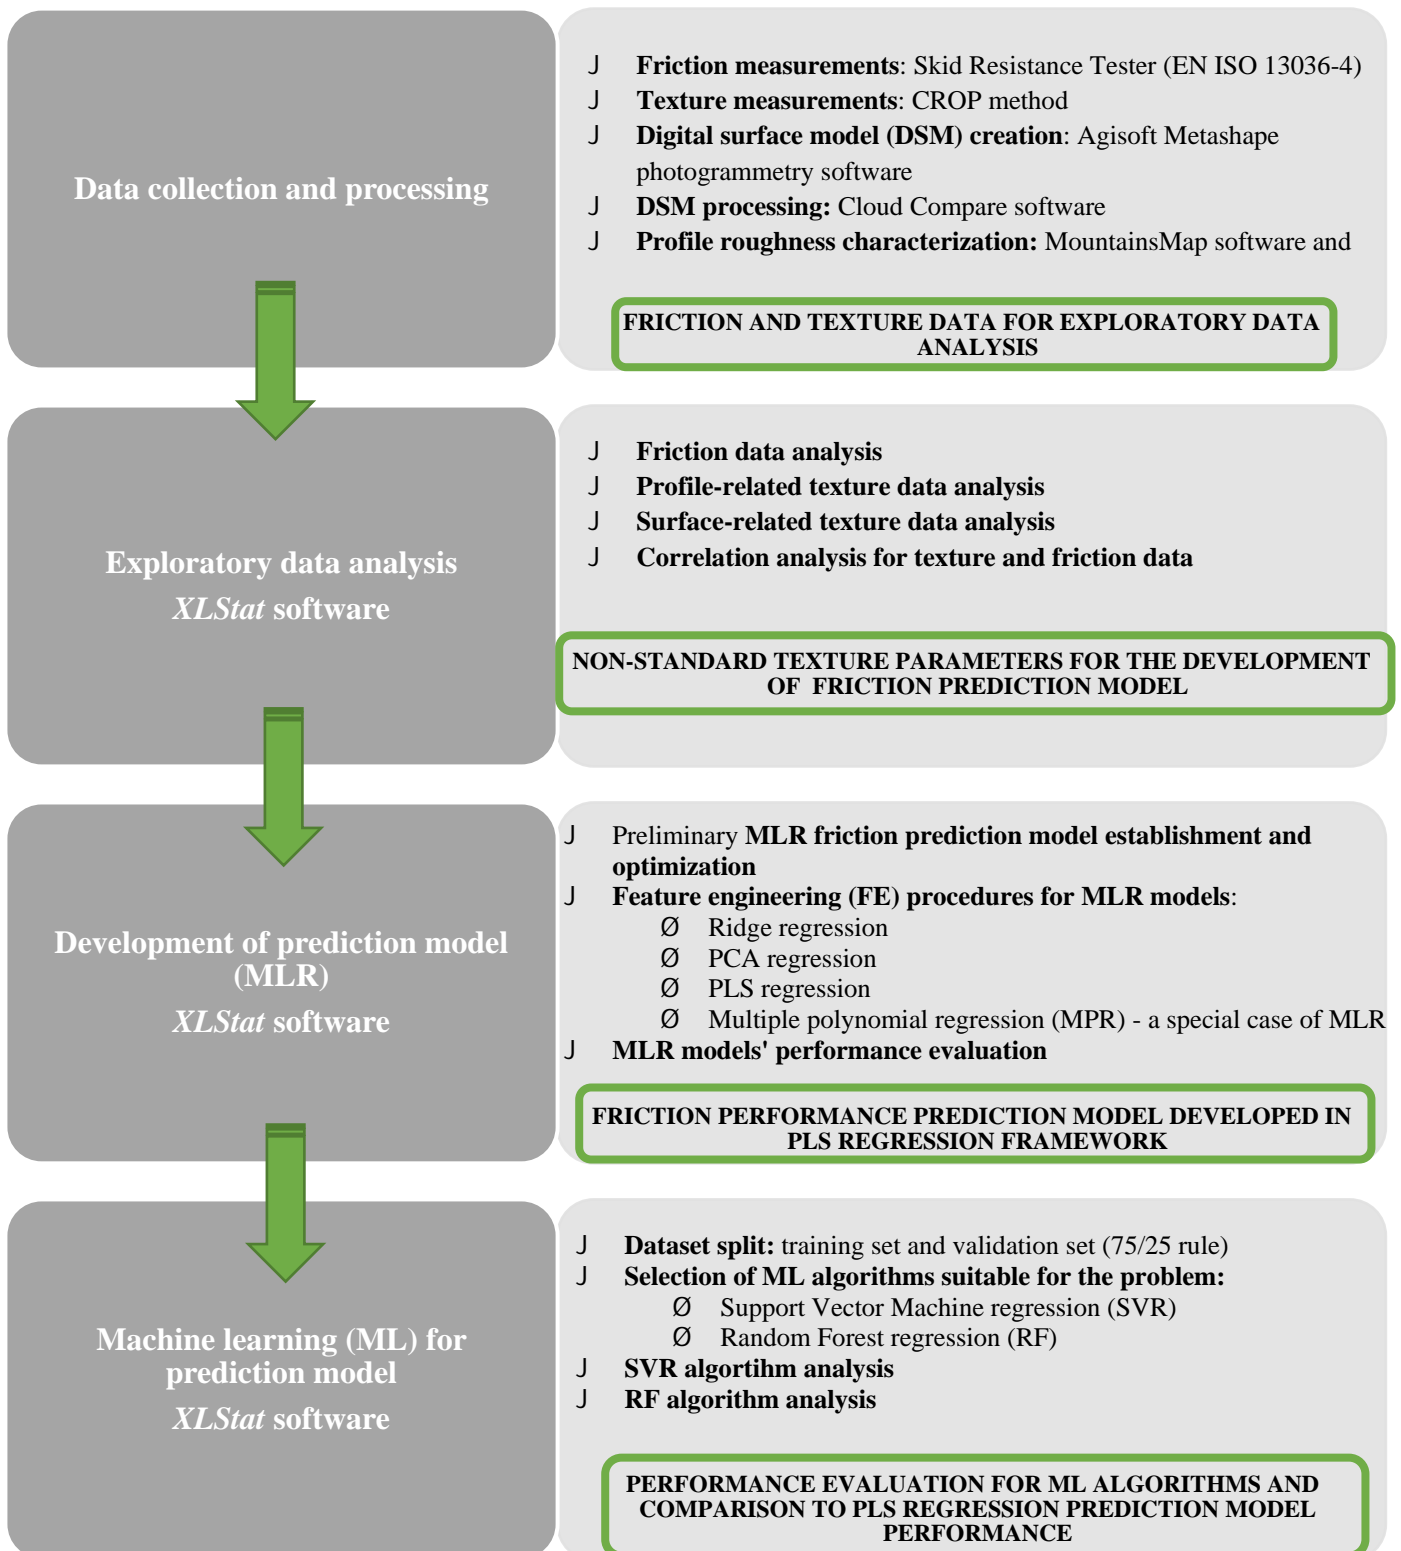 Data collection and processing
J Friction measurements: Skid Resistance Tester (EN ISO 13036-4)
J Texture measurements: CROP method
J Digital surface model (DSM) creation: Agisoft Metashape
photogrammetry software
J DSM processing: Cloud Compare software
J Profile roughness characterization: MountainsMap software and
FRICTION AND TEXTURE DATA FOR EXPLORATORY DATA
ANALYSIS
Exploratory data analysis
XLStat software
J Friction data analysis
J Profile-related texture data analysis
J Surface-related texture data analysis
J Correlation analysis for texture and friction data
NON-STANDARD TEXTURE PARAMETERS FOR THE DEVELOPMENT
OF FRICTION PREDICTION MODEL
Development of prediction model
(MLR)
XLStat software
J Preliminary MLR friction prediction model establishment and
optimization
J Feature engineering (FE) procedures for MLR models:
Ø Ridge regression
Ø PCA regression
Ø PLS regression
Ø Multiple polynomial regression (MPR) - a special case of MLR
J MLR models' performance evaluation
FRICTION PERFORMANCE PREDICTION MODEL DEVELOPED IN
PLS REGRESSION FRAMEWORK
Machine learning (ML) for
prediction model
XLStat software
J Dataset split: training set and validation set (75/25 rule)
J Selection of ML algorithms suitable for the problem:
Ø Support Vector Machine regression (SVR)
Ø Random Forest regression (RF)
J SVR algortihm analysis
J RF algorithm analysis
PERFORMANCE EVALUATION FOR ML ALGORITHMS AND
COMPARISON TO PLS REGRESSION PREDICTION MODEL
PERFORMANCE